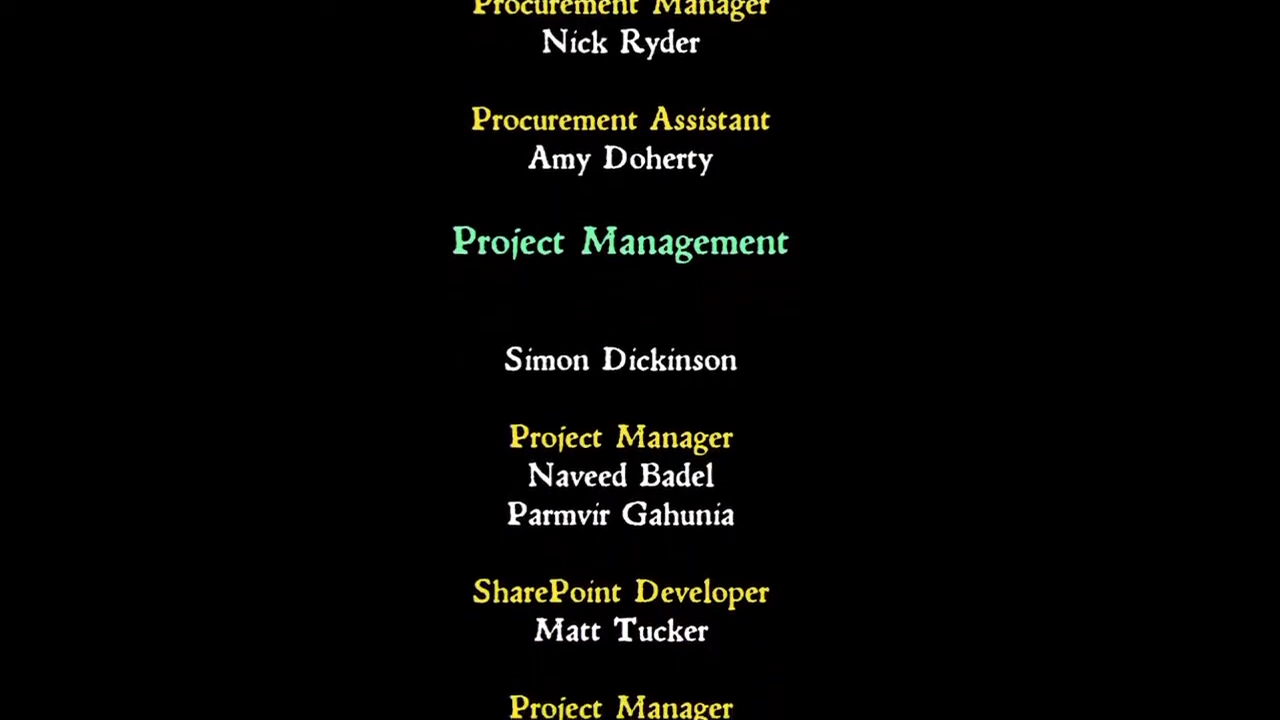 Procurement Manager
Nick Ryder
Procurement Assistant
Amy Doherty
Project Management
Simon Dickinson
Project Manager
Naveed Badel
Parmvir Gahunia
SharePoint Developer
Matt Tucker
Project Manager